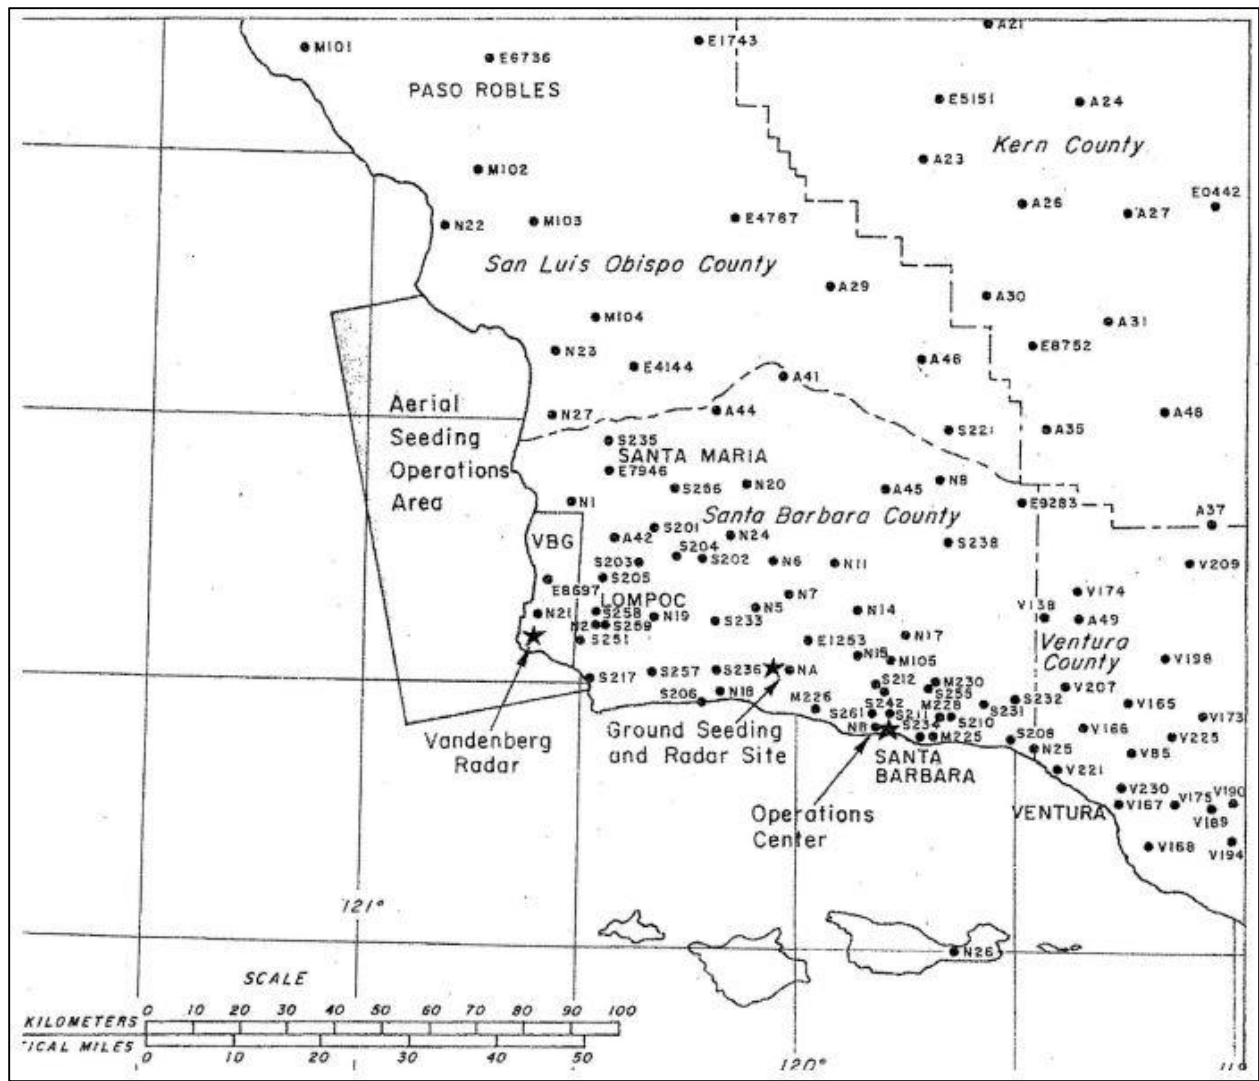 A21
M101
E1743
E6736
PASO ROBLES
E5151
A24
Kern County
A23
M102
E0442
A26
A27
N22
M103
E4767
San Luis Obispo County
A29
A30
M104
A31
N23
E8752
E4144
A46
A41
Aerial
Seeding
Operations
Area
N27
A44
A48
S221
A35
S235
SANTA MARIA
E7946
S256
N20
A45
N8
N1
E9283
Santa Barbara County
A37
S201
VBG
A42
N24
S204
S238
S203
S202
N6
N11
V209
S205
E8697
LOMPOC
N7
V174
V138
S258
N5
N14
N21
N19
A49
N2
S259
S233
S251
E1253
N17
Ventura
County
N15
M105
V198
S217
S257
S236
NA
S212
M230
V207
S255
S206
N18
M226
S242
M228
S232
S231
V165
S261
S211
S210
V173
Vandenberg
Radar
Ground Seeding
and Radar Site
S234
M225
S208
V166
V225
SANTA
BARBARA
N25
V85
V221
Operations
Center
V230
VENTURA
V167
V175
V190
V189
V168
V194
121°
N26
SCALE
0 10 20 30 40 50 60 70 80 90 100
KILOMETERS
TICAL MILES
0 10 20 30 40 50
120°